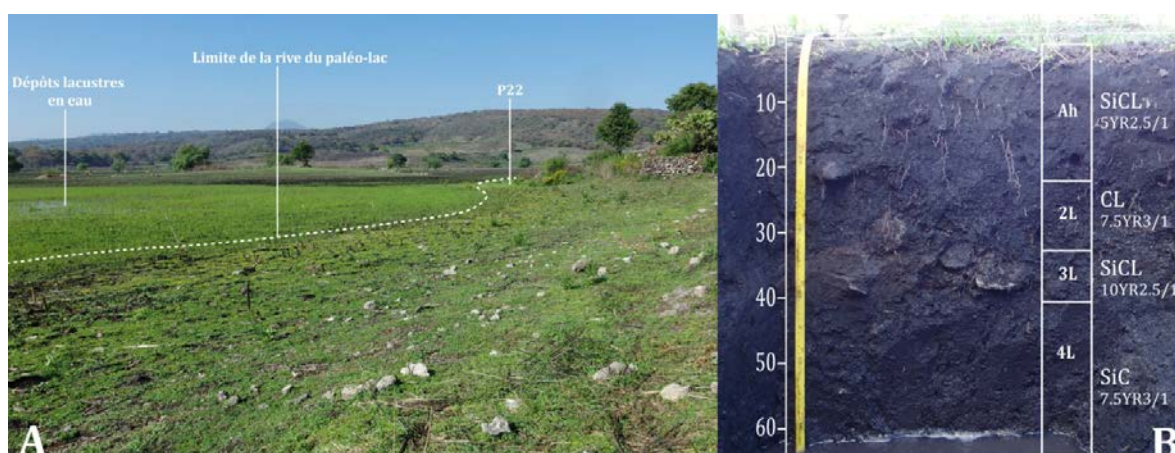 Dépôts lacustres
en eau
Limite de la rive du paléo-lac
P22
A
10
20
30
40
50
60
Ah
2L
3L
4L
SiCL
5YR2.5/1
CL
7.5YR3/1
SiCL
10YR2.5/1
SiC
7.5YR3/1
B